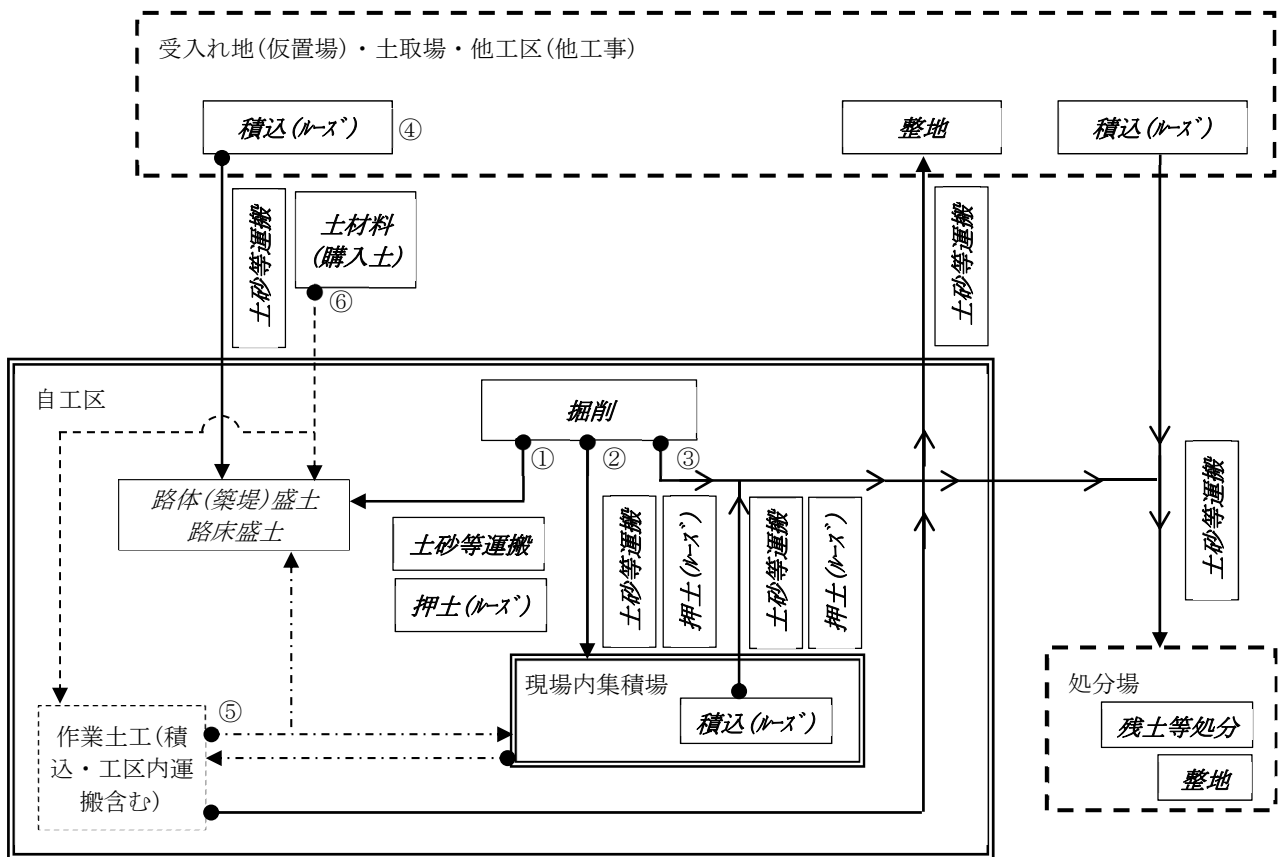 受入れ地(仮置場)・土取場・他工区(他工事)
積込(ﾙｰｽﾞ)
④
整地
積込(ﾙｰｽﾞ)
土砂等運搬
土材料
(購入土)
⑥
土砂等運搬
自工区
掘削
①
②
③
路体(築堤)盛土
路床盛土
土砂等運搬
押土(ﾙｰｽﾞ)
土砂等運搬
押土(ﾙｰｽﾞ)
土砂等運搬
押土(ﾙｰｽﾞ)
土砂等運搬
現場内集積場
積込(ﾙｰｽﾞ)
処分場
残土等処分
整地
⑤
作業土工(積
込・工区内運
搬含む)